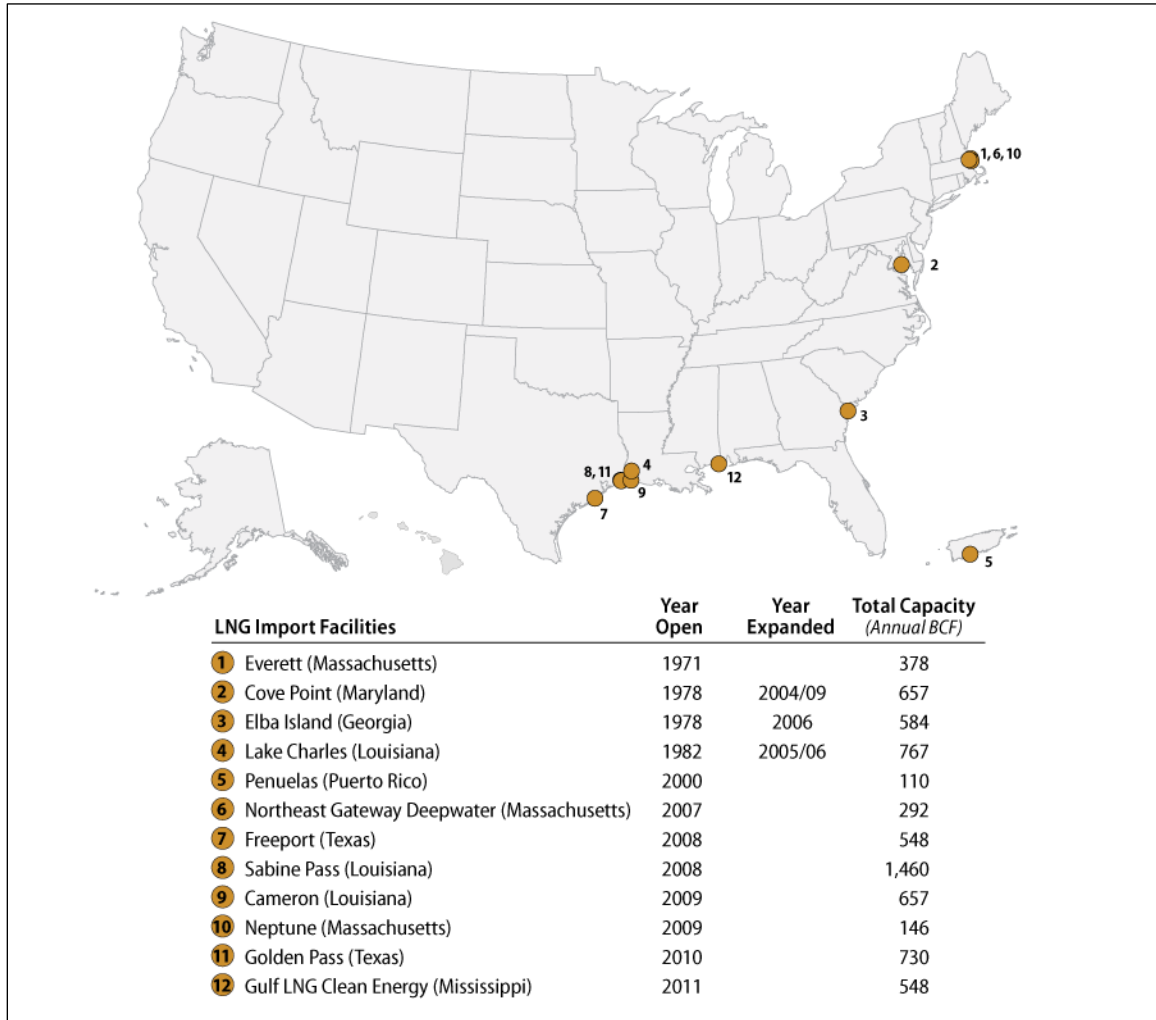 1, 6, 10
2
3
4
8, 11
12
9
7
5
LNG Import Facilities Year Open Year Expanded Total Capacity (Annual BCF)
1 Everett (Massachusetts) 1971 378
2 Cove Point (Maryland) 1978 2004/09 657
3 Elba Island (Georgia) 1978 2006 584
4 Lake Charles (Louisiana) 1982 2005/06 767
5 Penuelas (Puerto Rico) 2000 110
6 Northeast Gateway Deepwater (Massachusetts) 2007 292
7 Freeport (Texas) 2008 548
8 Sabine Pass (Louisiana) 2008 1,460
9 Cameron (Louisiana) 2009 657
10 Neptune (Massachusetts) 2009 146
11 Golden Pass (Texas) 2010 730
12 Gulf LNG Clean Energy (Mississippi) 2011 548